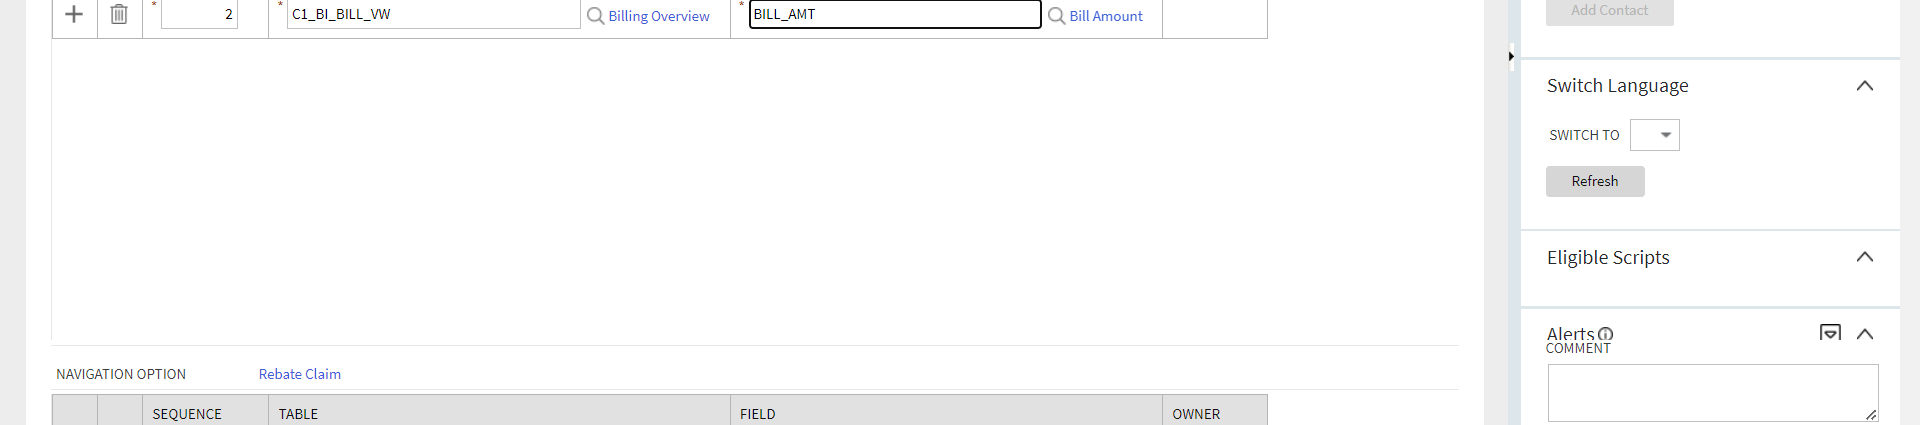 * 2 * C1_BI_BILL_VW Billing Overview * BILL_AMT Bill Amount
NAVIGATION OPTION Rebate Claim
SEQUENCE TABLE FIELD OWNER
Add Contact
Switch Language
SWITCH TO
Refresh
Eligible Scripts
Alerts
COMMENT